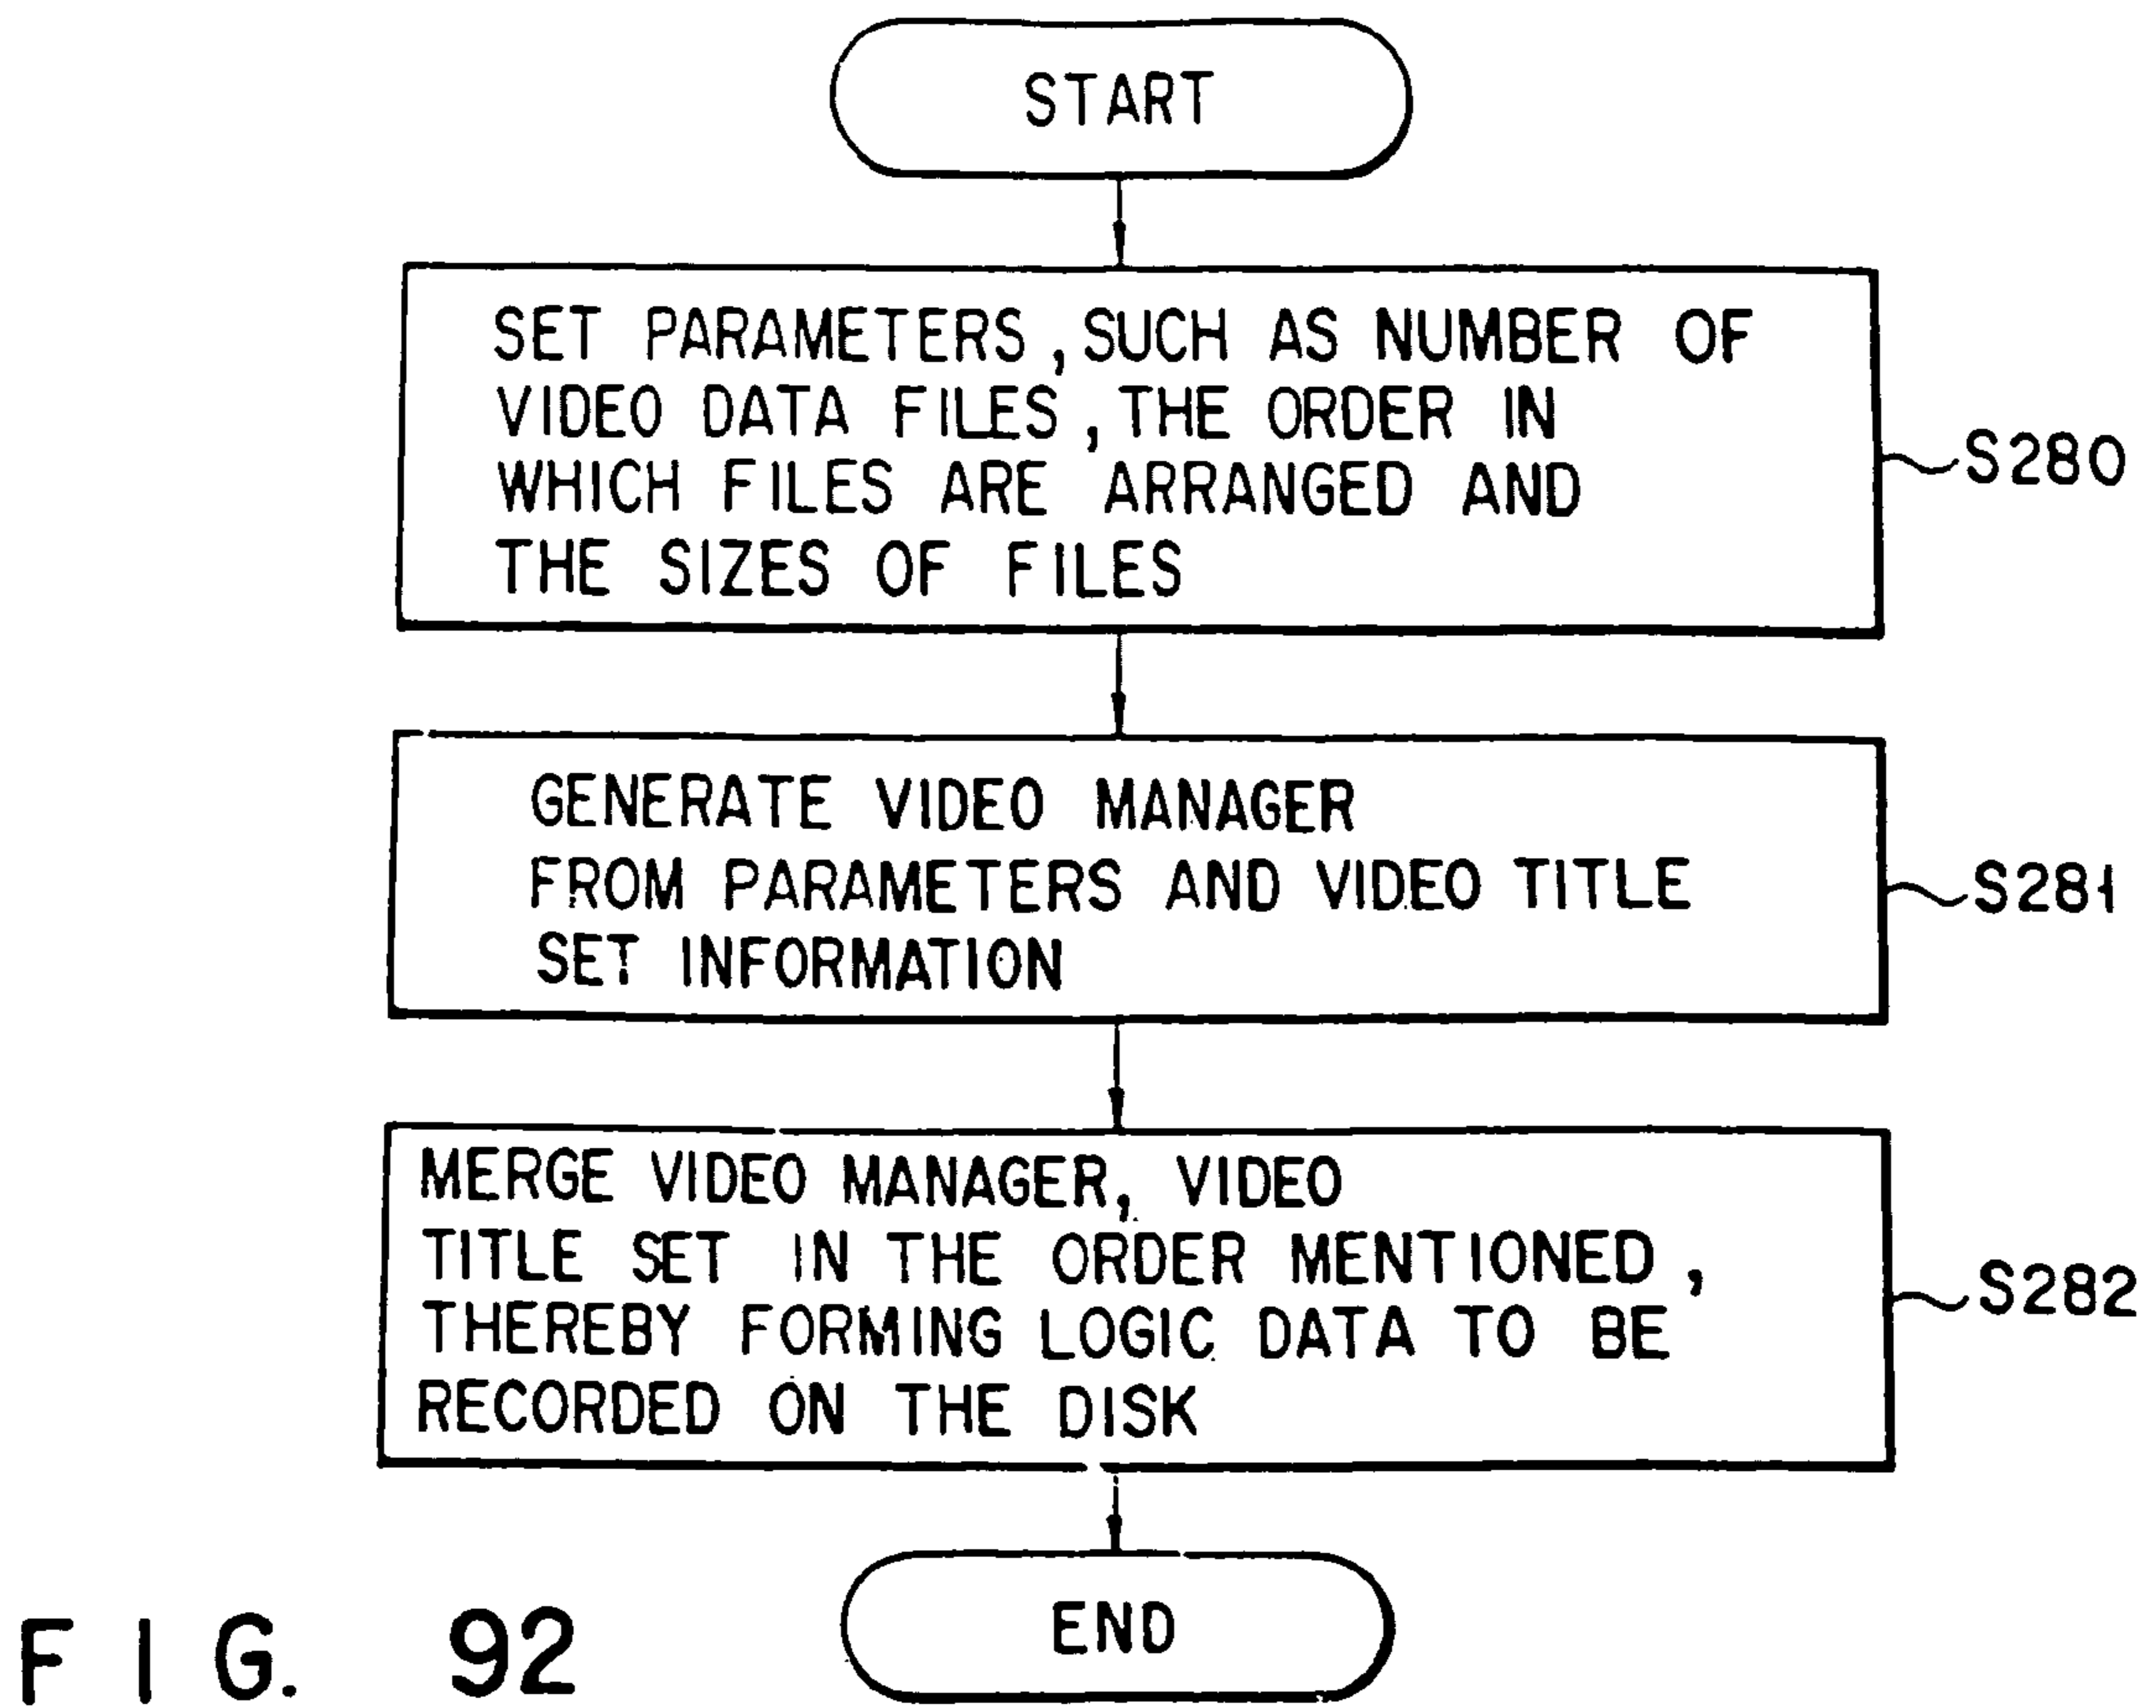 START
SET PARAMETERS, SUCH AS NUMBER OF
VIDEO DATA FILES, THE ORDER IN
WHICH FILES ARE ARRANGED AND
THE SIZES OF FILES
S280
GENERATE VIDEO MANAGER
FROM PARAMETERS AND VIDEO TITLE
SET INFORMATION
S281
MERGE VIDEO MANAGER, VIDEO
TITLE SET IN THE ORDER MENTIONED,
THEREBY FORMING LOGIC DATA TO BE
RECORDED ON THE DISK
S282
END
FIG. 92